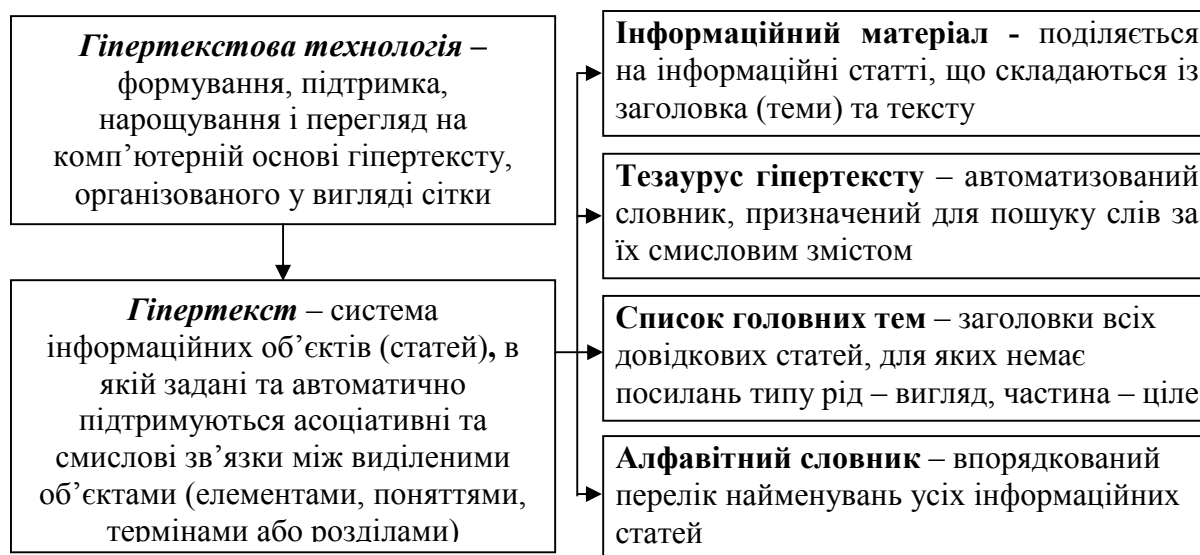 Гіпертекстова технологія –
формування, підтримка,
нарощування і перегляд на
комп’ютерній основі гіпертексту,
організованого у вигляді сітки
Гіпертекст – система
інформаційних об’єктів (статей), в
якій задані та автоматично
підтримуються асоціативні та
смислові зв’язки між виділеними
об’єктами (елементами, поняттями,
термінами або розділами)
Інформаційний матеріал - поділяється
на інформаційні статті, що складаються із
заголовка (теми) та тексту
Тезаурус гіпертексту – автоматизований
словник, призначений для пошуку слів за
їх смисловим змістом
Список головних тем – заголовки всіх
довідкових статей, для яких немає
посилань типу рід – вигляд, частина – ціле
Алфавітний словник – впорядкований
перелік найменувань усіх інформаційних
статей